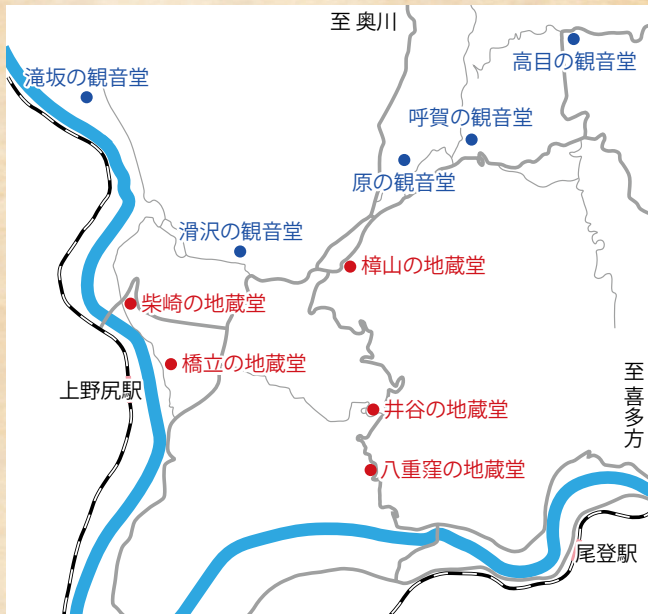 至 奥川
高目の観音堂
滝坂の観音堂
呼賀の観音堂
原の観音堂
滑沢の観音堂
樟山の地蔵堂
柴崎の地蔵堂
橋立の地蔵堂
上野尻駅
至 喜多方
井谷の地蔵堂
八重窪の地蔵堂
尾登駅